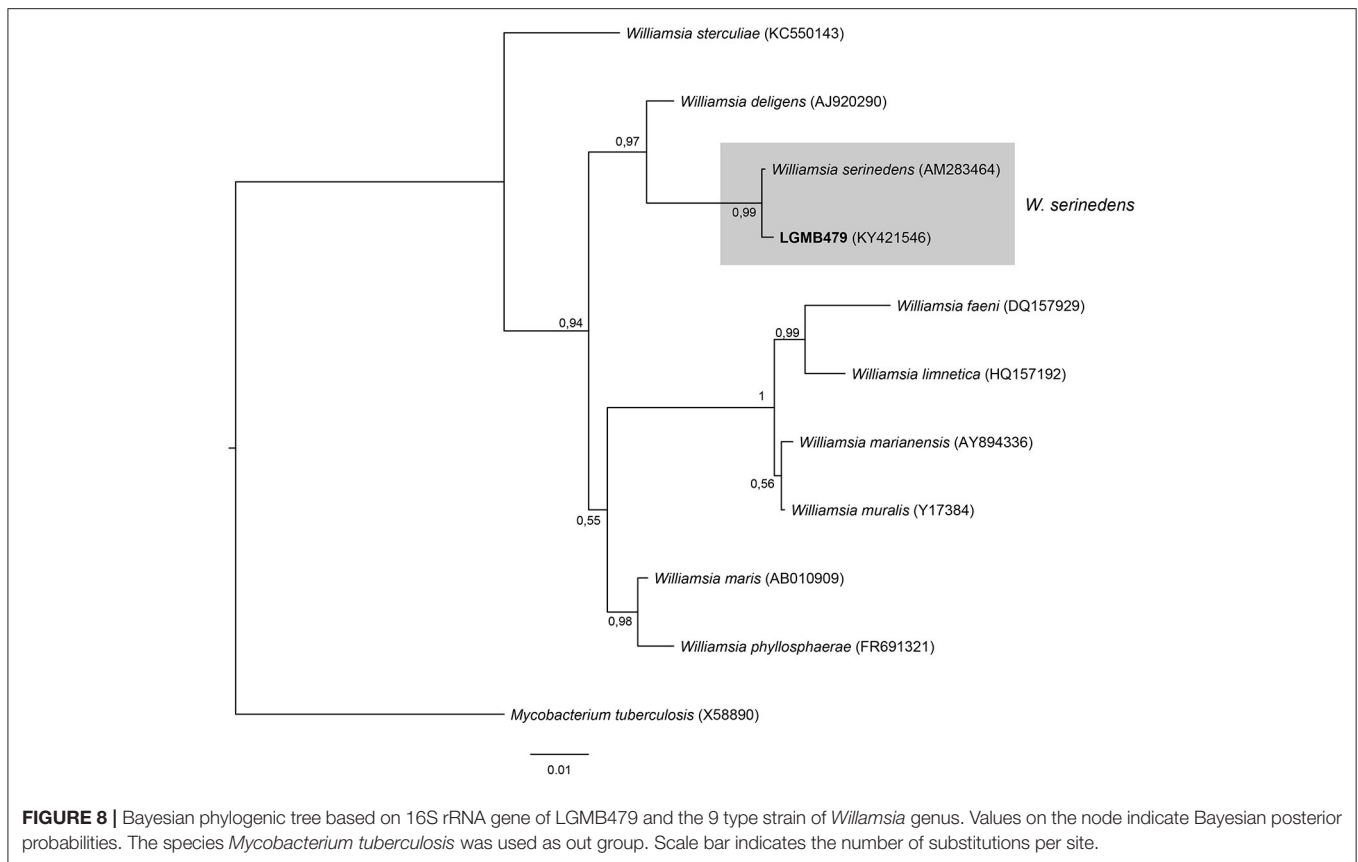 Williamsia sterculiae (KC550143)
Williamsia deligens (AJ920290)
0,97
Williamsia serinedens (AM283464)
W. serinedens
0,99
LGMB479 (KY421546)
Williamsia faeni (DQ157929)
0,94
0,99
Williamsia limnetica (HQ157192)
1
Williamsia marianensis (AY894336)
0,56
Williamsia muralis (Y17384)
0,55
Williamsia maris (AB010909)
0,98
Williamsia phyllosphaerae (FR691321)
Mycobacterium tuberculosis (X58890)
0.01
FIGURE 8 | Bayesian phylogenic tree based on 16S rRNA gene of LGMB479 and the 9 type strain of Willamsia genus. Values on the node indicate Bayesian posterior
probabilities. The species Mycobacterium tuberculosis was used as out group. Scale bar indicates the number of substitutions per site.